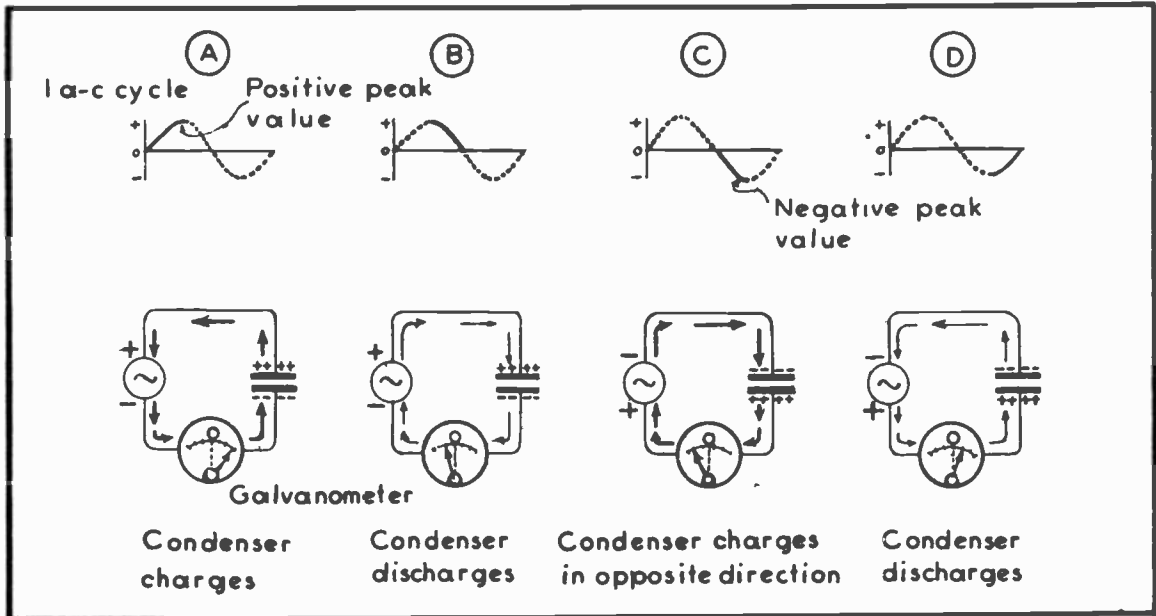 A
B
C
D
1 a-c cycle
Positive peak
value
+
o
-
+
o
-
+
o
-
+
o
-
Negative peak
value
+
-
++ ++
----
+
-
++++
----
-
+
----
++++
-
+
----
++++
Galvanometer
Condenser
charges
Condenser
discharges
Condenser charges
in opposite direction
Condenser
discharges